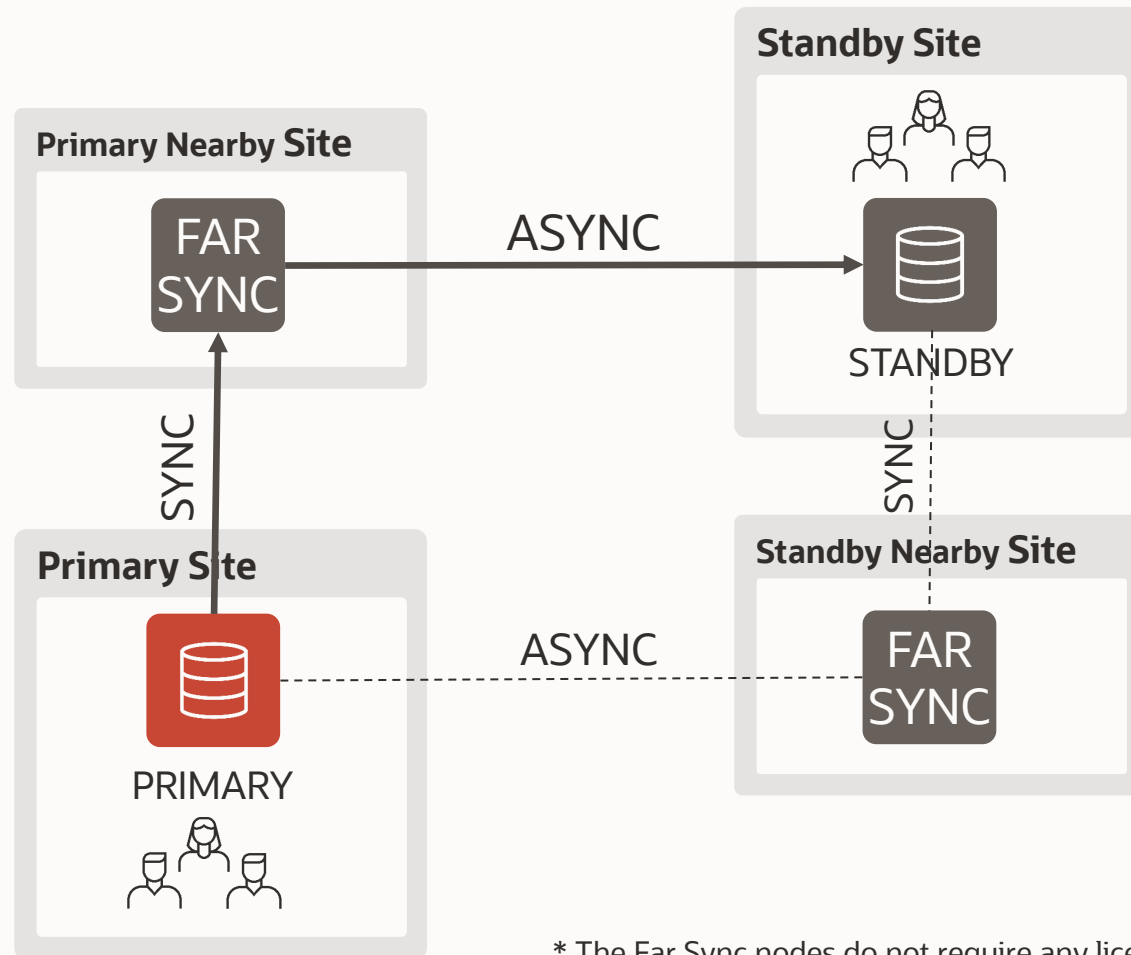 Standby Site
Primary Nearby Site
FAR
SYNC
ASYNC
STANDBY
SYNC
SYNC
Primary Site
Standby Nearby Site
ASYNC
FAR
SYNC
PRIMARY
* The Far Sync nodes do not require any lice